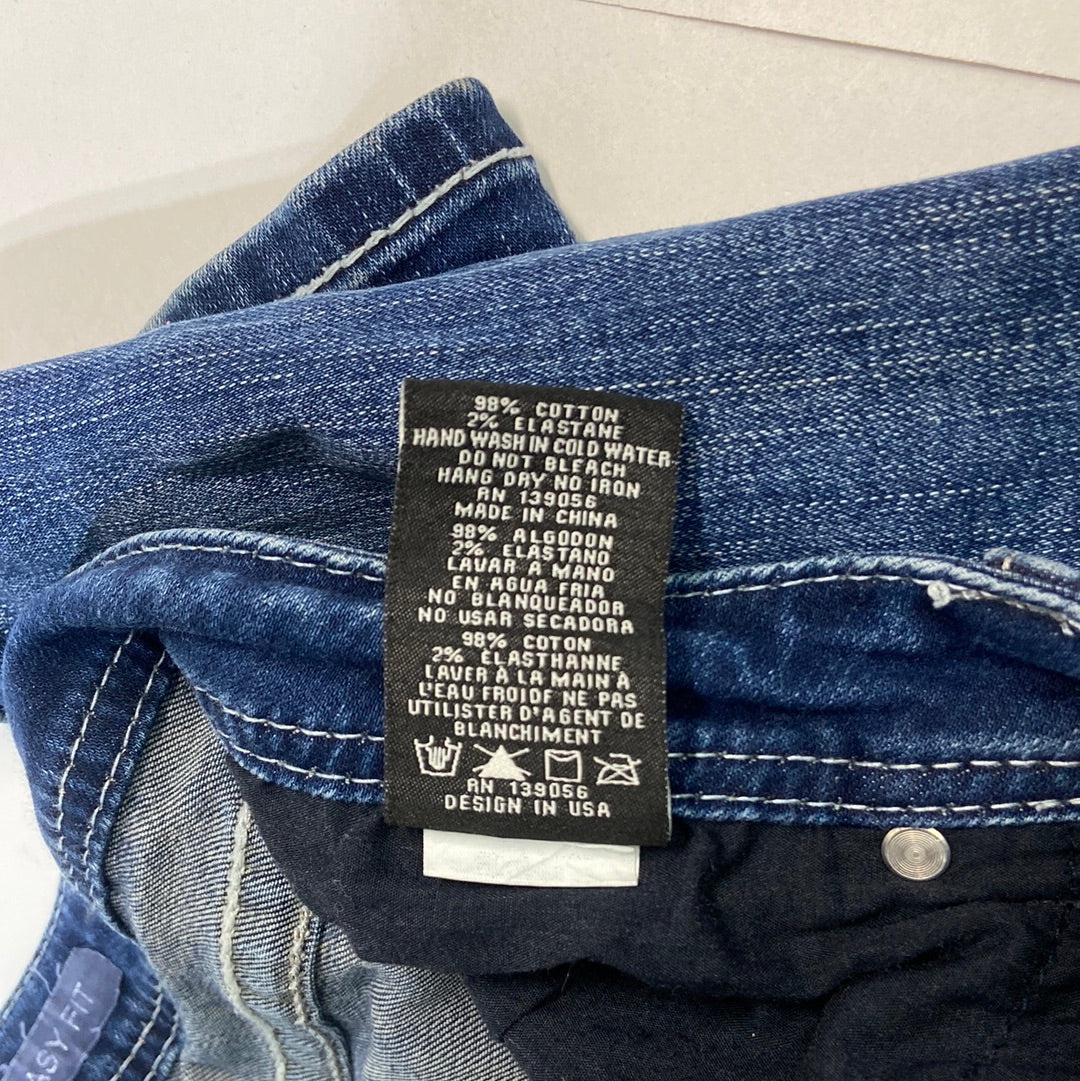 98% COTTON
2% ELASTANE
HAND WASH IN COLD WATER
DO NOT BLEACH
HANG DRY NO IRON
RN 139056
MADE IN CHINA
98% ALGODON
2% ELASTANO
LAVAR A MANO
EN AGUA FRIA
NO BLANQUEADOR
NO USAR SECADORA
98% COTON
2% ELASTHANNE
LAVER À LA MAIN À
L'EAU FROIDE NE PAS
UTILISTER D'AGENT DE
BLANCHIMENT
RN 139056
DESIGN IN USA
ASY FIT